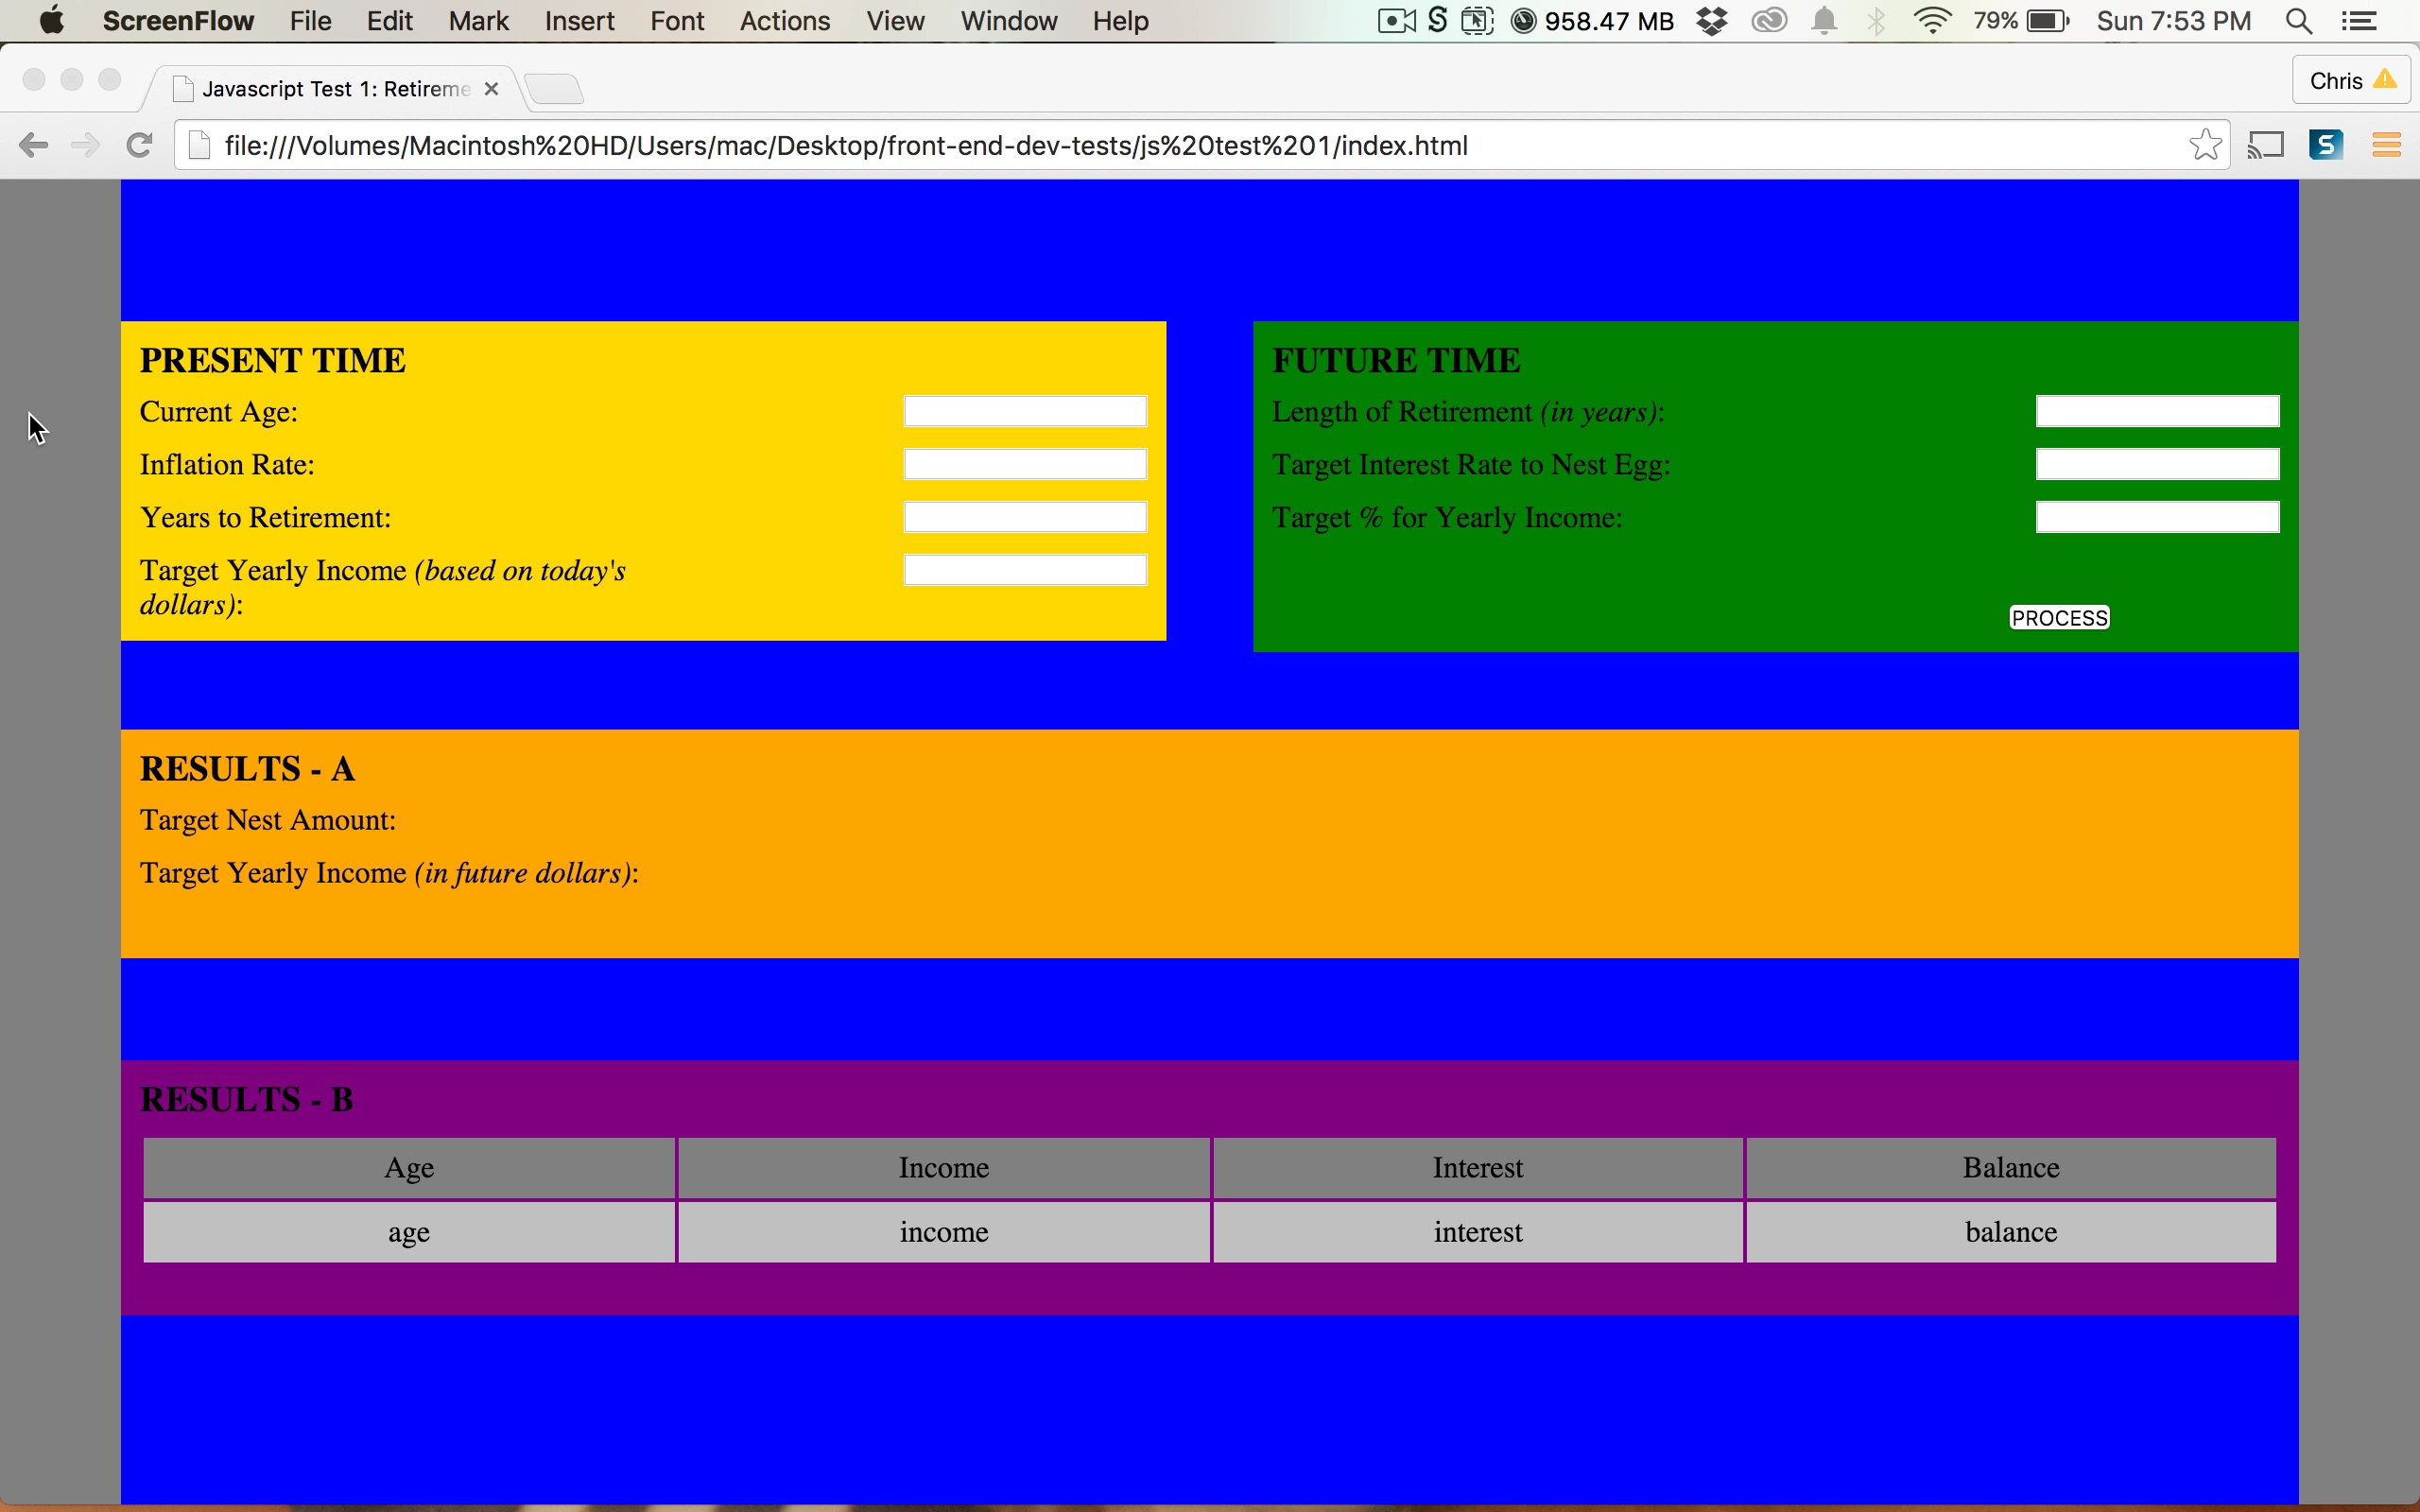 ScreenFlow File Edit Mark Insert Font Actions View Window Help 958.47 MB 79% Sun 7:53 PM
Javascript Test 1: Retireme Chris
file:///Volumes/Macintosh%20HD/Users/mac/Desktop/front-end-dev-tests/js%20test%201/index.html
PRESENT TIME
Current Age:
Inflation Rate:
Years to Retirement:
Target Yearly Income (based on today's
dollars):
FUTURE TIME
Length of Retirement (in years):
Target Interest Rate to Nest Egg:
Target % for Yearly Income:
PROCESS
RESULTS - A
Target Nest Amount:
Target Yearly Income (in future dollars):
RESULTS - B
Age Income Interest Balance
age income interest balance